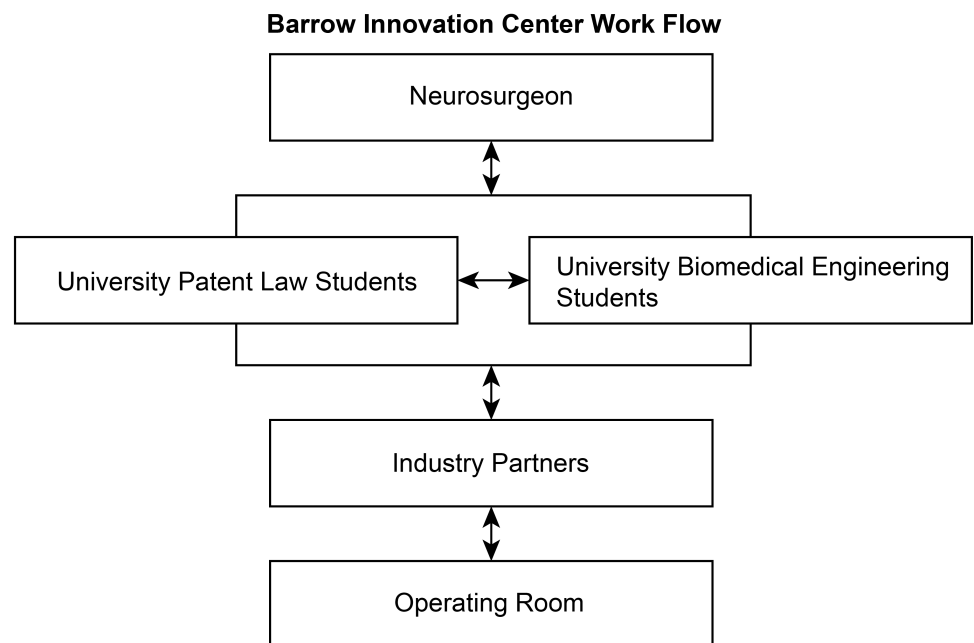 Barrow Innovation Center Work Flow
Neurosurgeon
University Patent Law Students
University Biomedical Engineering
Students
Industry Partners
Operating Room